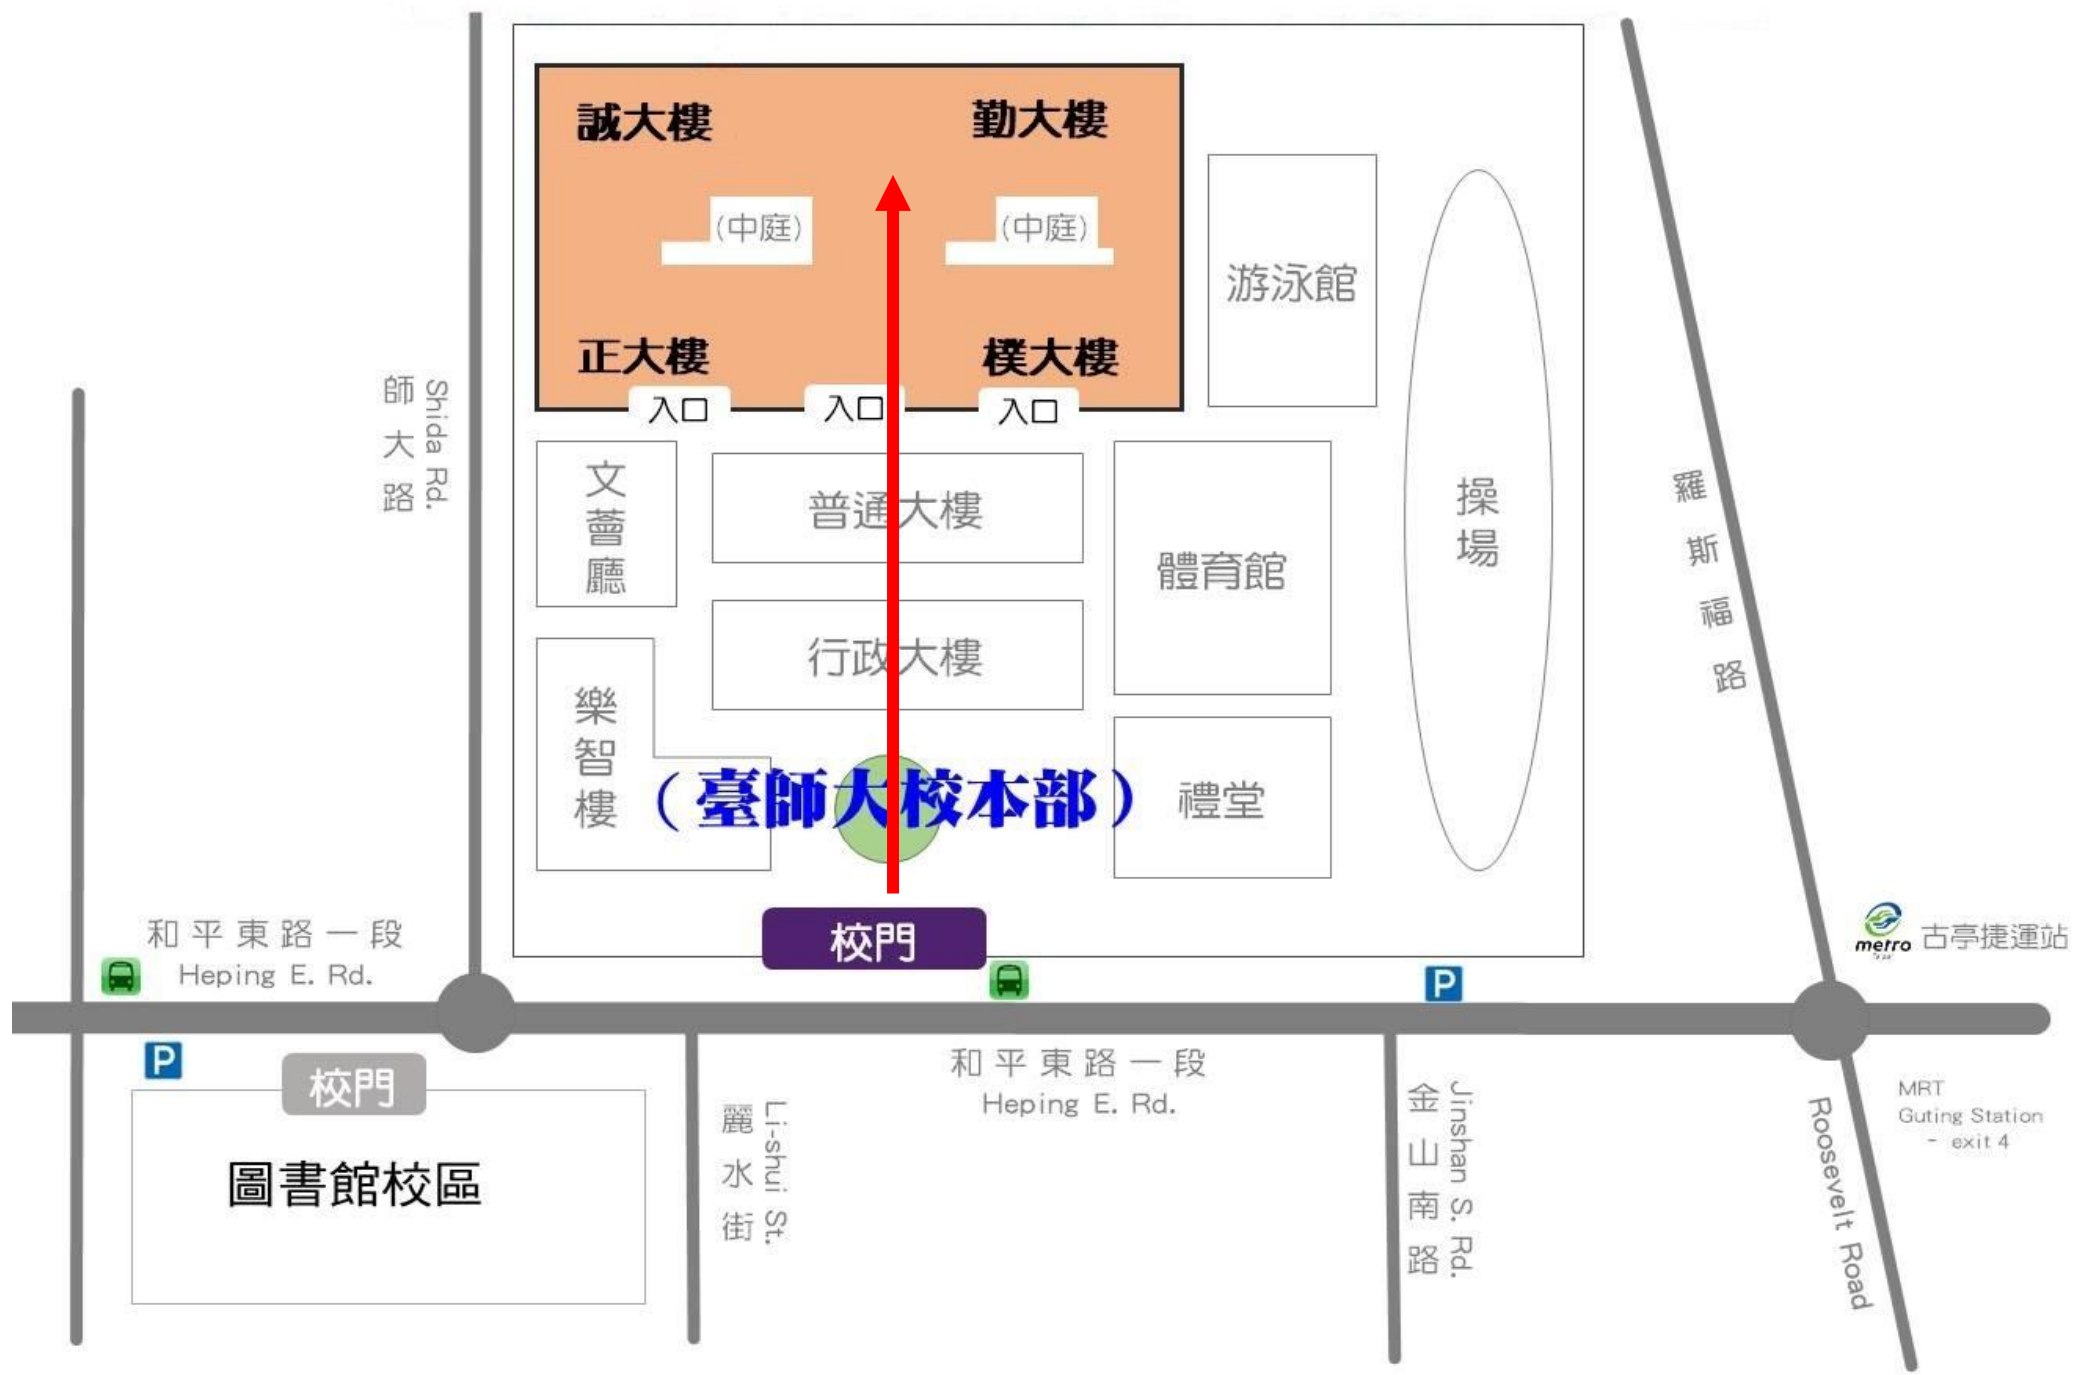 誠大樓
勤大樓
(中庭)
(中庭)
游泳館
正大樓
樸大樓
入口
入口
入口
師大路
Shida Rd.
文薈廳
普通大樓
體育館
操場
羅斯福路
行政大樓
樂智樓
(臺師大校本部)
禮堂
校門
和平東路一段
Heping E. Rd.
metro
古亭捷運站
P
P
校門
和平東路一段
Heping E. Rd.
圖書館校區
麗水街
Li-shui St.
金山南路
Jinshan S. Rd.
Roosevelt Road
MRT
Guting Station
- exit 4